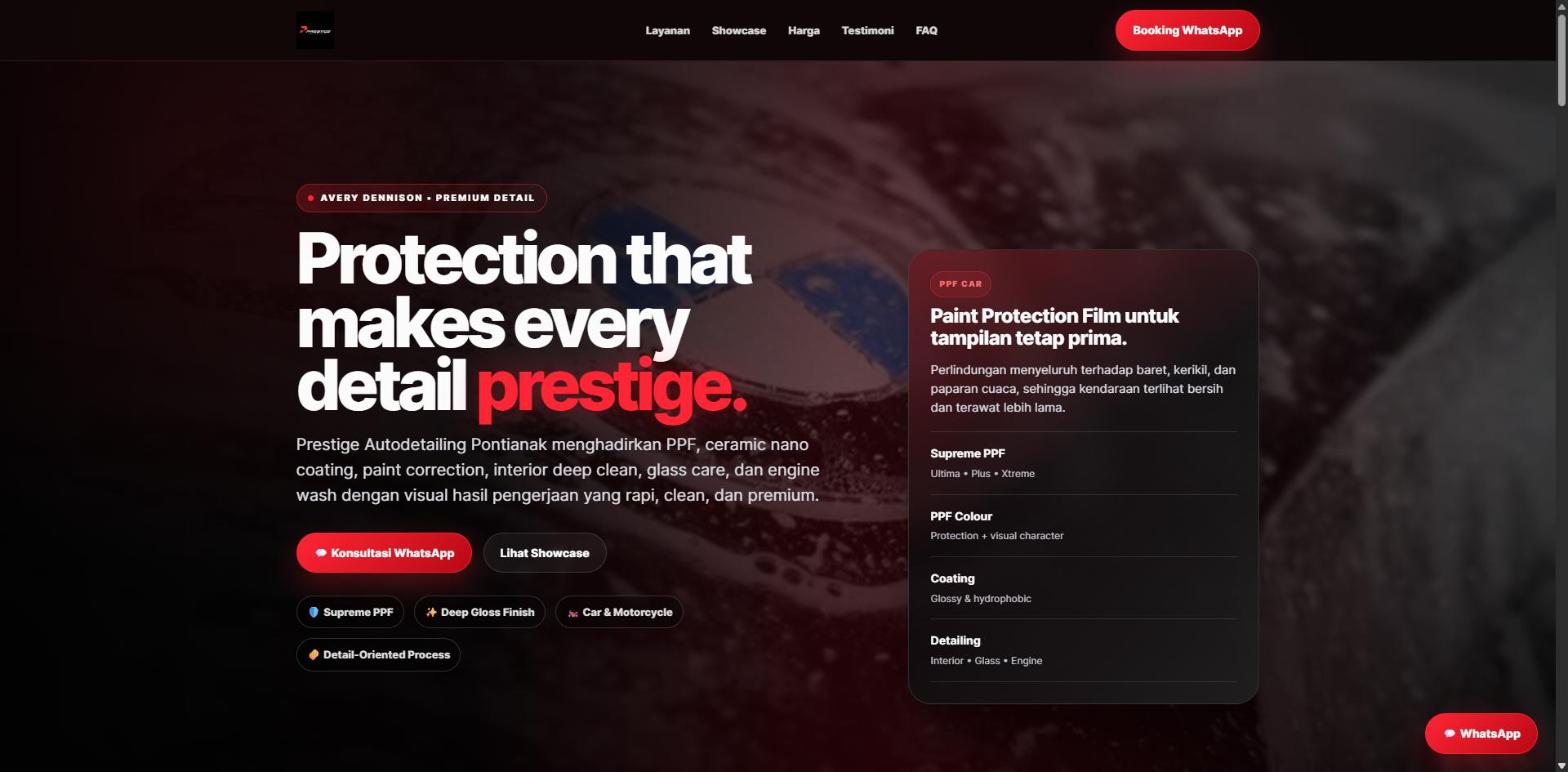 PRESTIGE
Layanan Showcase Harga Testimoni FAQ
Booking WhatsApp
AVERY DENNISON • PREMIUM DETAIL
Protection that
makes every
detail prestige.
Prestige Autodetailing Pontianak menghadirkan PPF, ceramic nano
coating, paint correction, interior deep clean, glass care, dan engine
wash dengan visual hasil pengerjaan yang rapi, clean, dan premium.
Konsultasi WhatsApp
Lihat Showcase
Supreme PPF
Deep Gloss Finish
Car & Motorcycle
Detail-Oriented Process
PPF CAR
Paint Protection Film untuk
tampilan tetap prima.
Perlindungan menyeluruh terhadap baret, kerikil, dan
paparan cuaca, sehingga kendaraan terlihat bersih
dan terawat lebih lama.
Supreme PPF
Ultima • Plus • Xtreme
PPF Colour
Protection + visual character
Coating
Glossy & hydrophobic
Detailing
Interior • Glass • Engine
WhatsApp